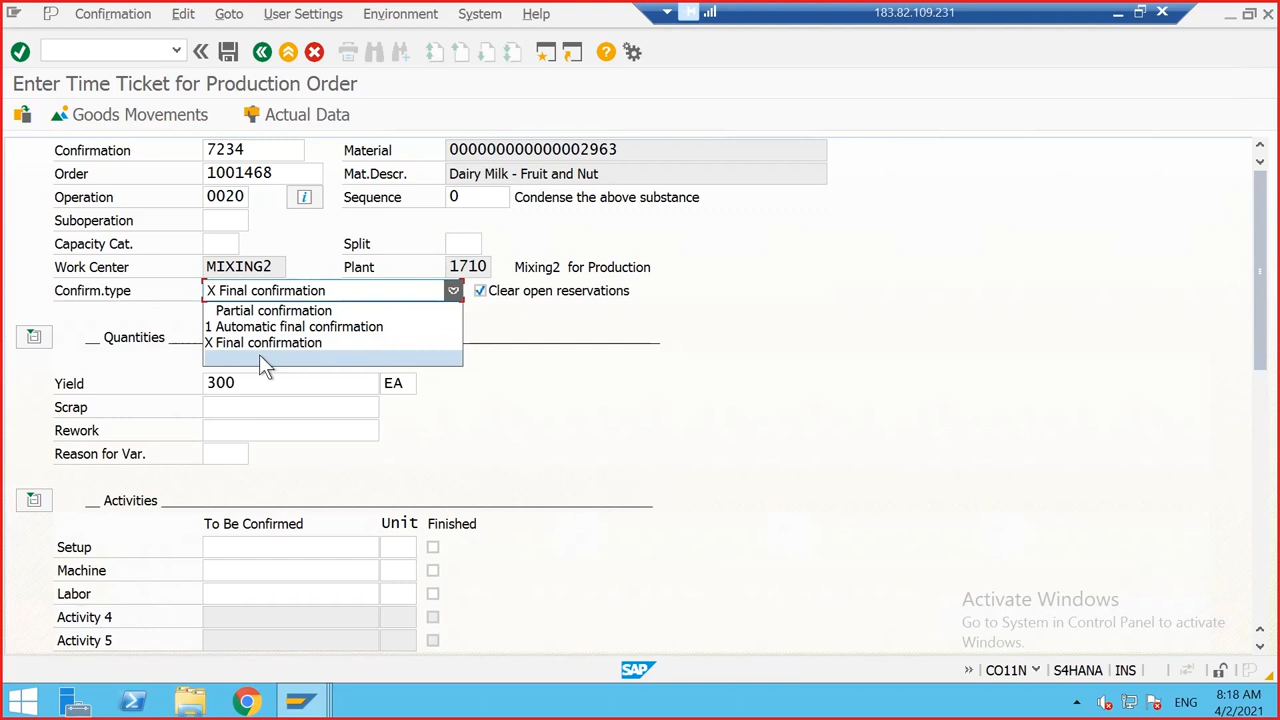 Confirmation Edit Goto User Settings Environment System Help 183.82.109.231
Enter Time Ticket for Production Order
Goods Movements Actual Data
Confirmation 7234 Material 000000000000002963
Order 1001468 Mat.Descr. Dairy Milk - Fruit and Nut
Operation 0020 Sequence 0 Condense the above substance
Suboperation
Capacity Cat. Split
Work Center MIXING2 Plant 1710 Mixing2 for Production
Confirm.type X Final confirmation Clear open reservations
Partial confirmation
1 Automatic final confirmation
X Final confirmation
Quantities
Yield 300 EA
Scrap
Rework
Reason for Var.
Activities
To Be Confirmed Unit Finished
Setup
Machine
Labor
Activity 4
Activity 5
Activate Windows
Go to System in Control Panel to activate
Windows.
SAP CO11N S4HANA INS
ENG 8:18 AM
4/2/2021